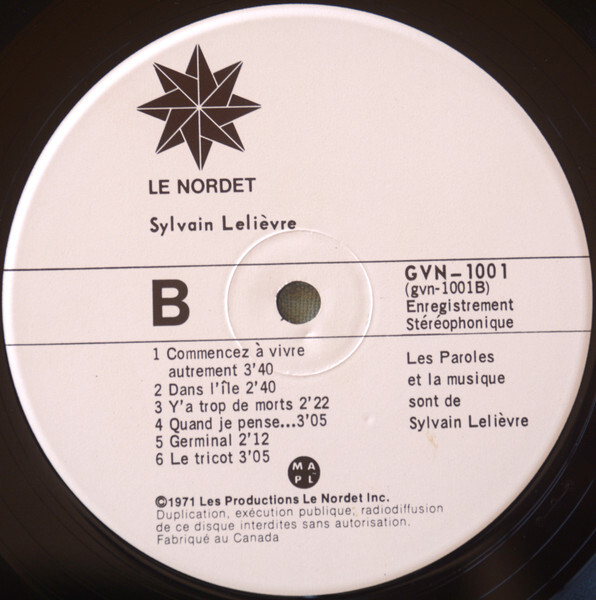 LE NORDET
Sylvain Lelièvre
B
GVN-1001
(gvn-1001B)
Enregistrement
Stéréophonique
1 Commencez à vivre
autrement 3'40
2 Dans l'île 2'40
3 Y'a trop de morts 2'22
4 Quand je pense...3'05
5 Germinal 2'12
6 Le tricot 3'05
Les Paroles
et la musique
sont de
Sylvain Lelièvre
M A
P L
©1971 Les Productions Le Nordet Inc.
Duplication, exécution publique, radiodiffusion
de ce disque interdites sans autorisation.
Fabriqué au Canada